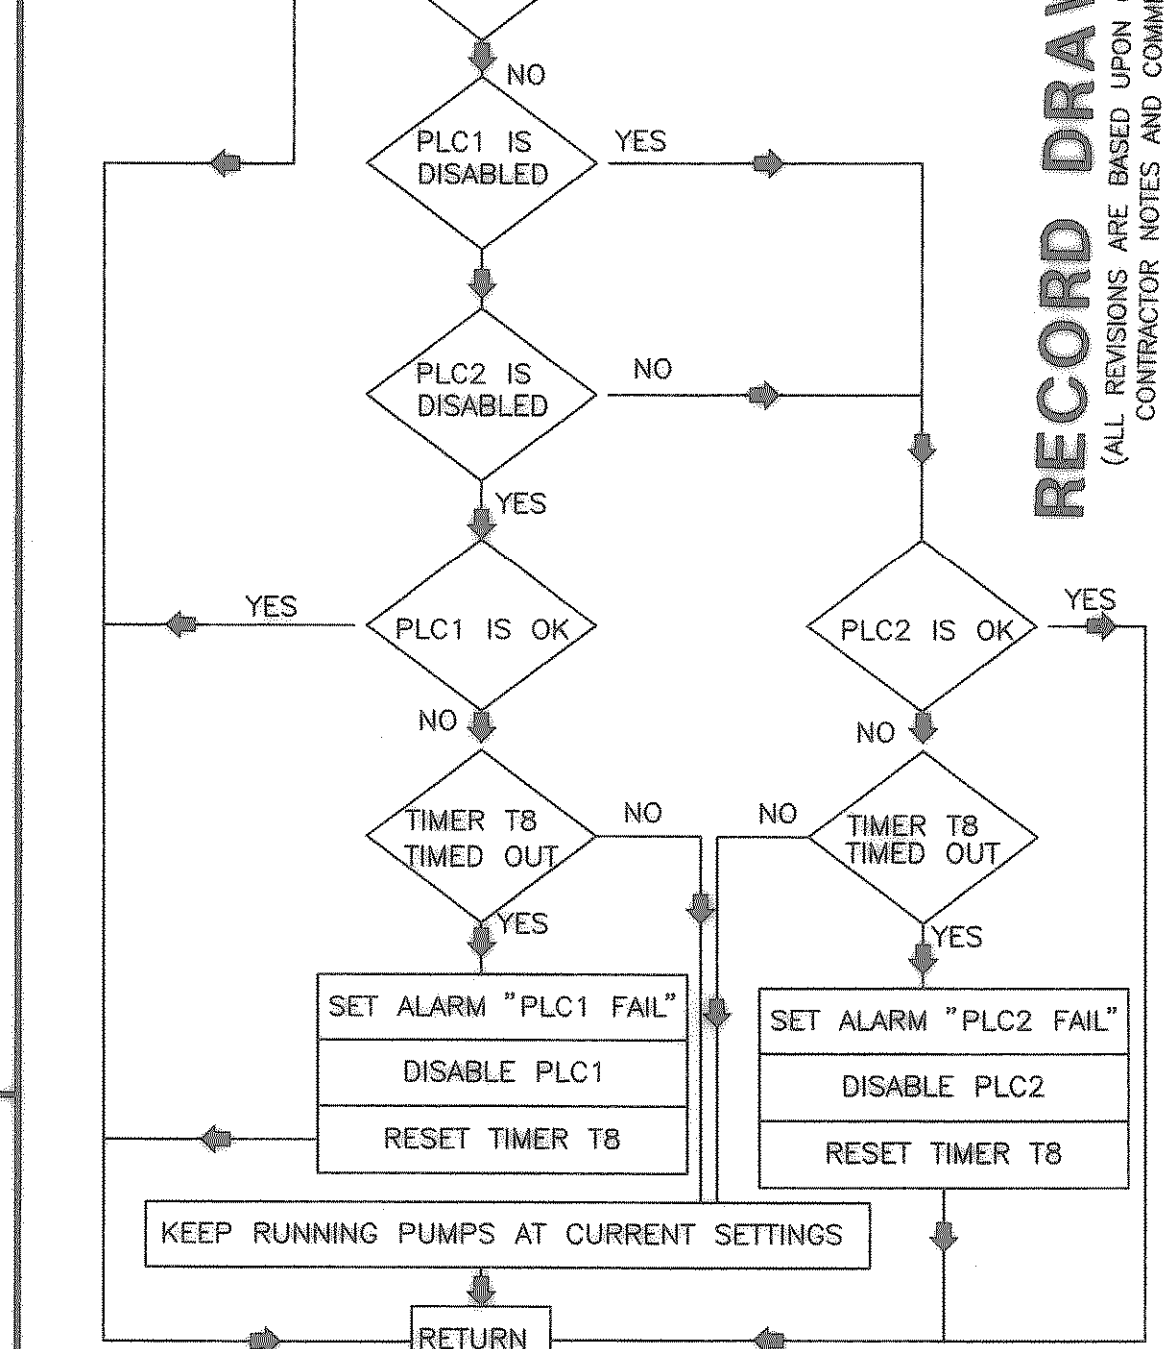 NO
PLC1 IS
DISABLED
YES
PLC2 IS
DISABLED
NO
YES
PLC1 IS OK
YES
NO
PLC2 IS OK
YES
NO
TIMER T8
TIMED OUT
NO
YES
TIMER T8
TIMED OUT
NO
YES
SET ALARM "PLC1 FAIL"
DISABLE PLC1
RESET TIMER T8
SET ALARM "PLC2 FAIL"
DISABLE PLC2
RESET TIMER T8
KEEP RUNNING PUMPS AT CURRENT SETTINGS
RETURN
RECORD
(ALL REVISIONS ARE BASED UPON
CONTRACTOR NOTES AND